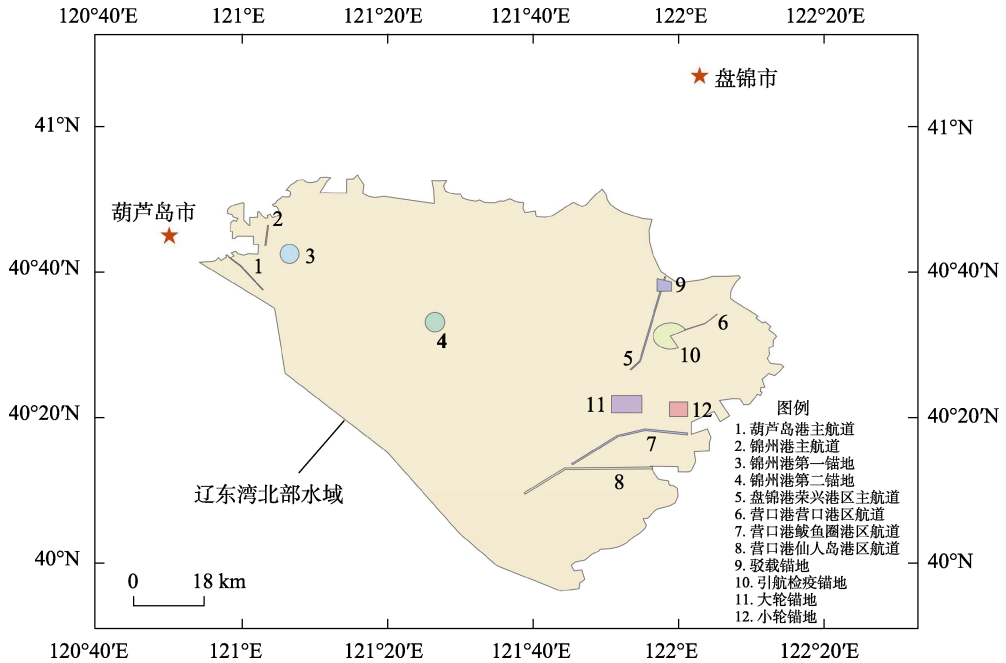 120°40′E 121°E 121°20′E 121°40′E 122°E 122°20′E
盘锦市
41°N 41°N
葫芦岛市
2
3
1
40°40′N 40°40′N
9
6
4
5
10
11
12
40°20′N 40°20′N
7
8
辽东湾北部水域
图例
1. 葫芦岛港主航道
2. 锦州港主航道
3. 锦州港第一锚地
4. 锦州港第二锚地
5. 盘锦港荣兴港区主航道
6. 营口港营口港区航道
7. 营口港鲅鱼圈港区航道
8. 营口港仙人岛港区航道
9. 驳载锚地
10. 引航检疫锚地
11. 大轮锚地
12. 小轮锚地
40°N 40°N
0 18 km
120°40′E 121°E 121°20′E 121°40′E 122°E 122°20′E